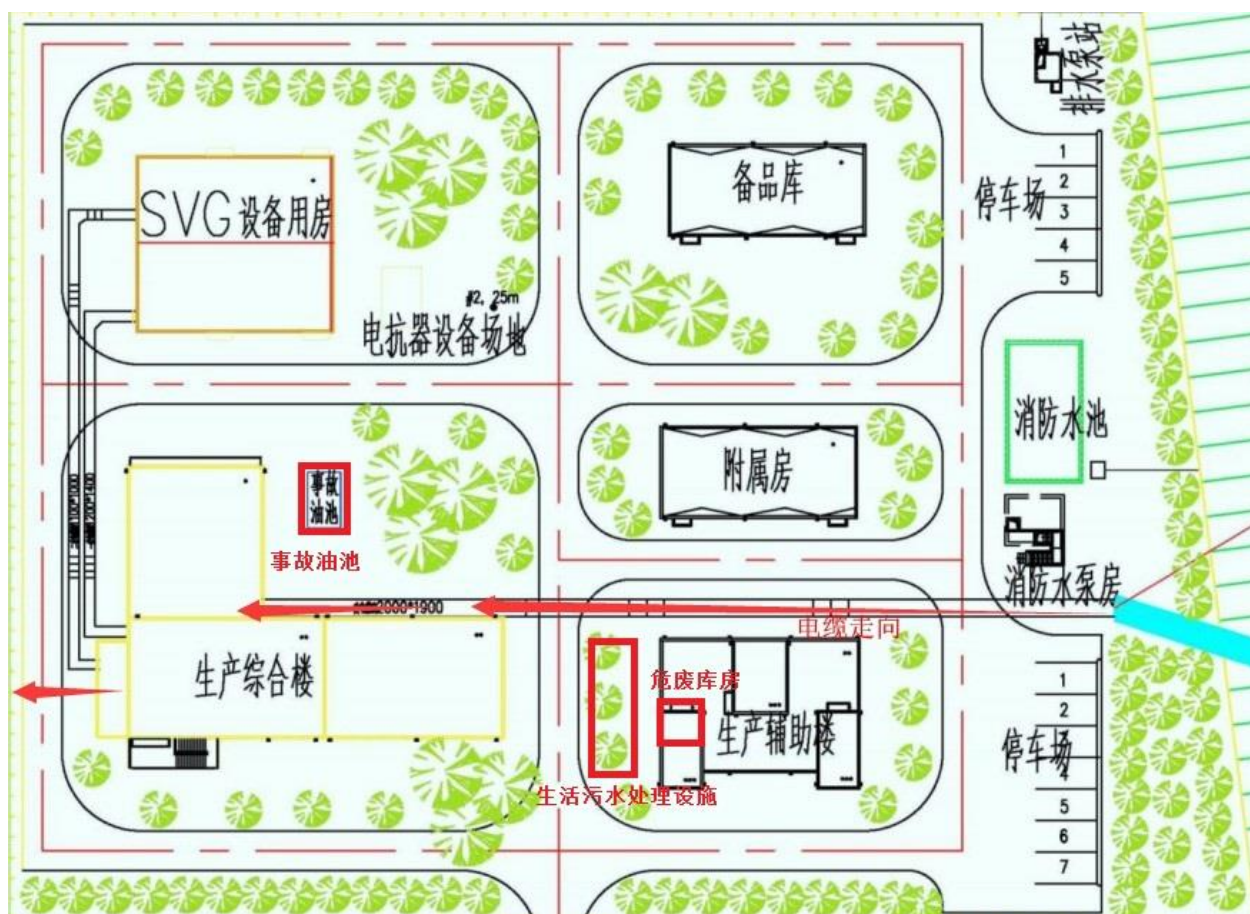 排水泵站
1
2
3
4
5
停车场
SVG设备用房
备品库
#2, 25m
电抗器设备场地
消防水池
附属房
事故
油池
事故油池
消防水泵房
2000*1900
电缆走向
生产综合楼
危废库房
生产辅助楼
生活污水处理设施
停车场
1
2
4
5
6
7